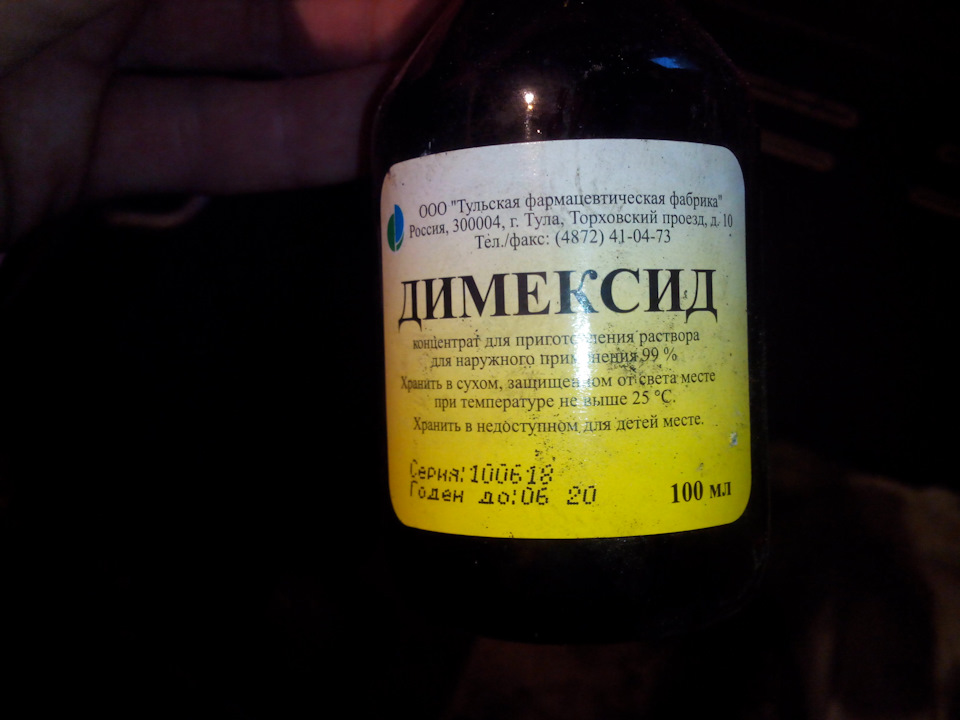 ООО "Тульская фармацевтическая фабрика"
Россия, 300004, г. Тула, Торховский проезд, д. 10
Тел./факс: (4872) 41-04-73
ДИМЕКСИД
концентрат для приготовления раствора
для наружного применения 99 %
Хранить в сухом, защищенном от света месте
при температуре не выше 25 °С.
Хранить в недоступном для детей месте.
Серия:100618
Годен до:06 20
100 мл